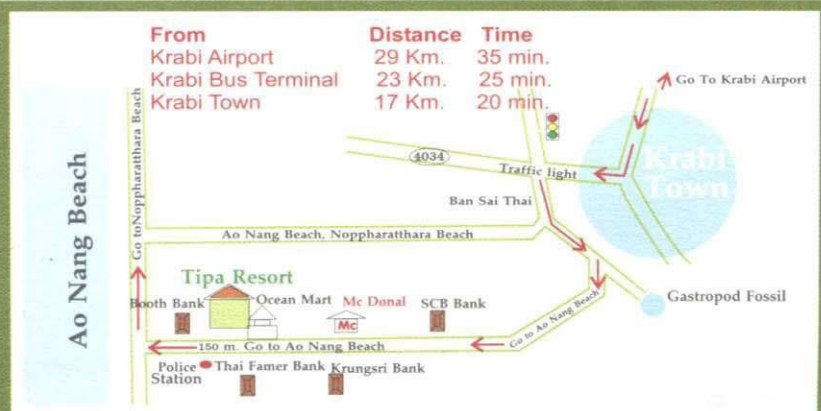 From Distance Time
Krabi Airport 29 Km. 35 min.
Krabi Bus Terminal 23 Km. 25 min.
Krabi Town 17 Km. 20 min.
Go To Krabi Airport
Go to Noppharatthara Beach
4034
Traffic light
Krabi
Town
Ban Sai Thai
Ao Nang Beach
Ao Nang Beach, Noppharatthara Beach
Tipa Resort
Booth Bank
Ocean Mart
Mc Donal
SCB Bank
Mc
Gastropod Fossil
Go to Ao Nang Beach
150 m. Go to Ao Nang Beach
Police
Station
Thai Famer Bank
Krungsri Bank